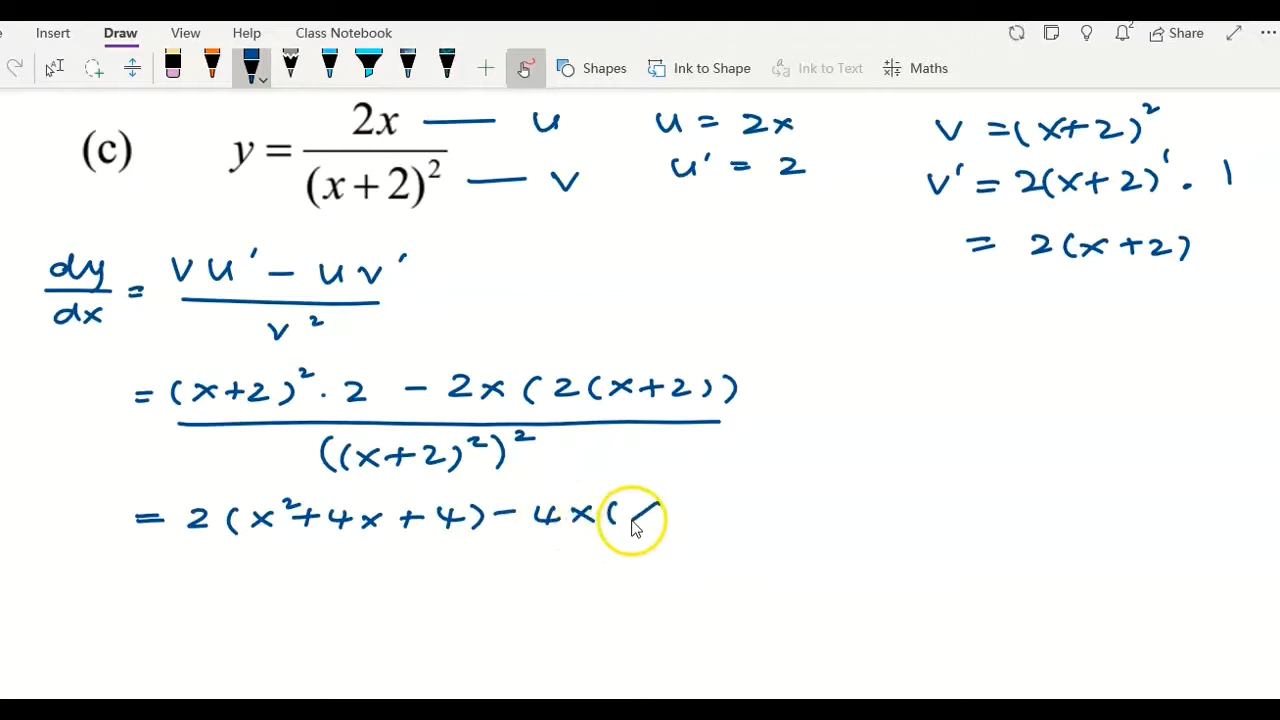 Insert Draw View Help Class Notebook 2 Share
Shapes Ink to Shape Ink to Text Maths
(c) y = 2x / (x + 2)² — u — v
u = 2x
u' = 2
v = (x+2)²
v' = 2(x+2)' . 1
= 2(x+2)
dy/dx = vu' - uv' / v²
= (x+2)² . 2 - 2x(2(x+2)) / ((x+2)²)²
= 2(x²+4x+4) - 4x(